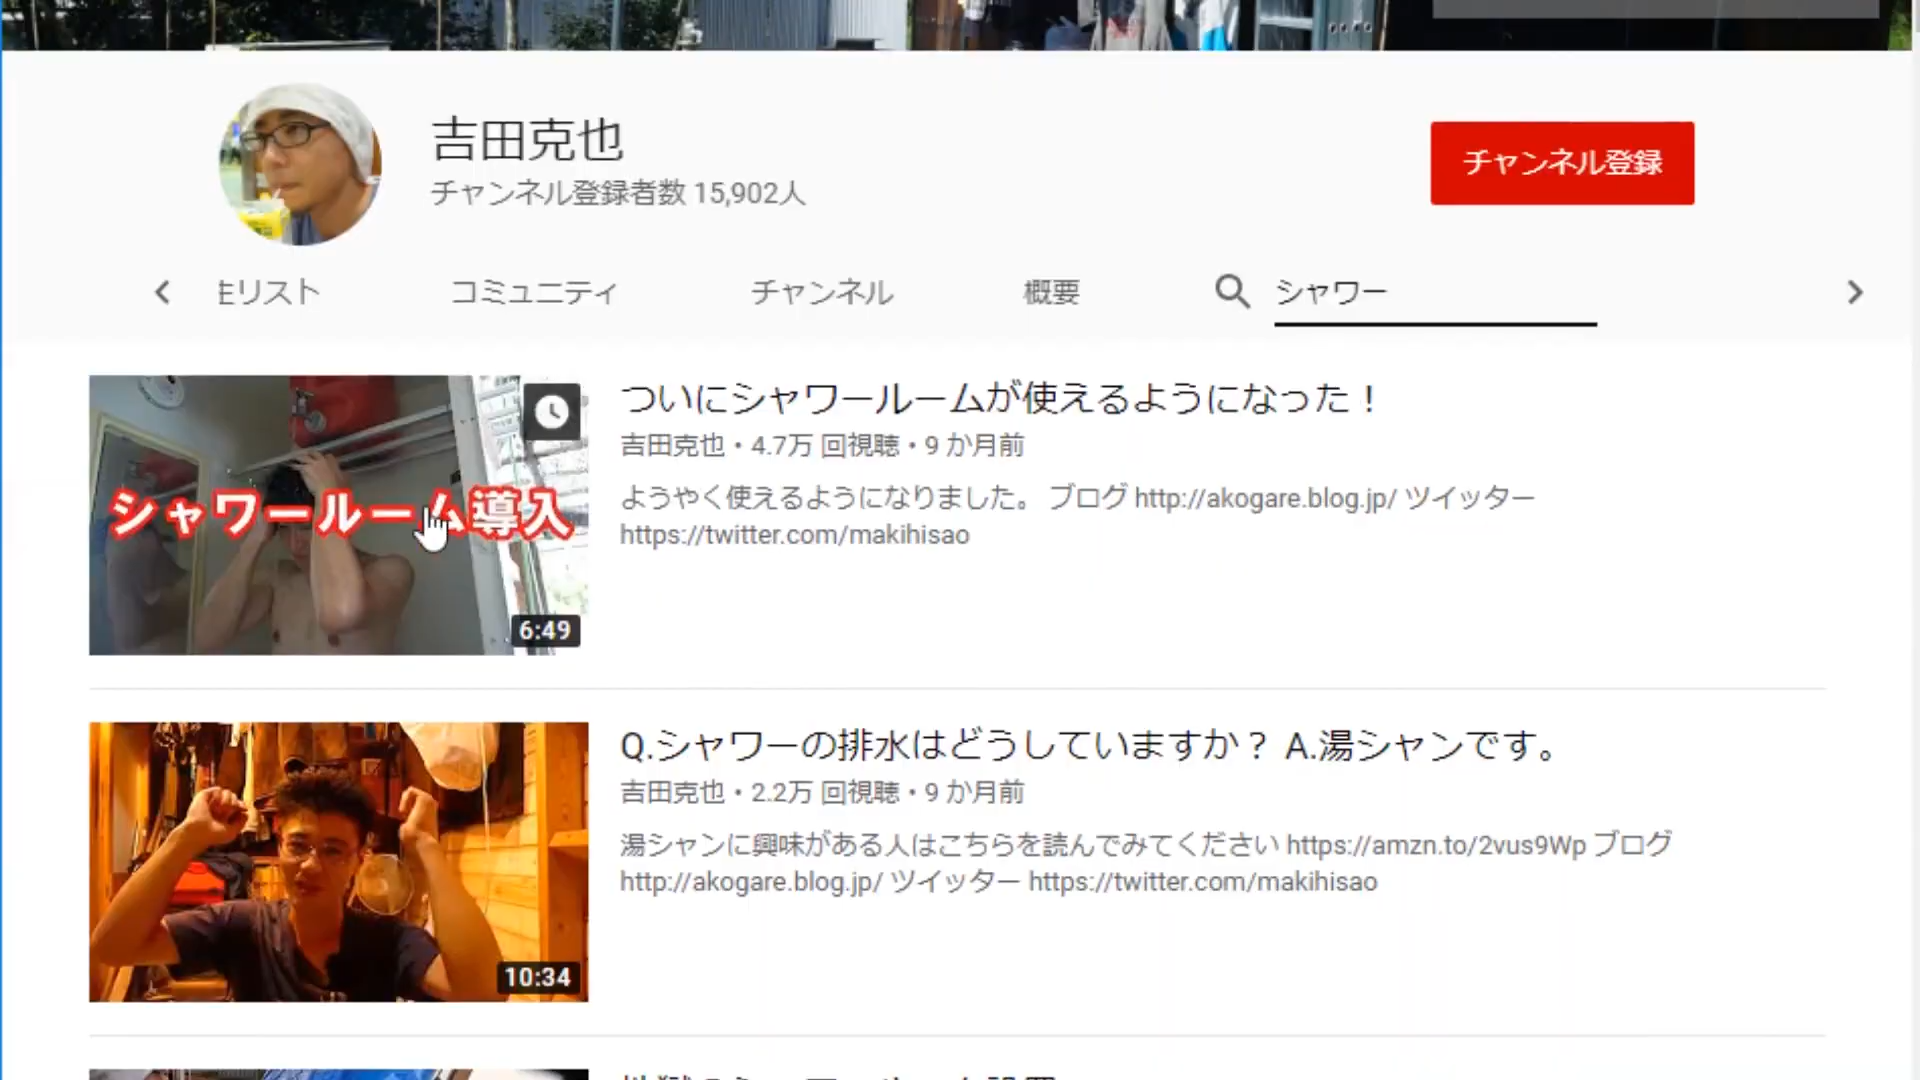 吉田克也
チャンネル登録者数 15,902人
チャンネル登録
リスト
コミュニティ
チャンネル
概要
シャワー
シャワールーム導入
6:49
ついにシャワールームが使えるようになった！
吉田克也・4.7万 回視聴・9 か月前
ようやく使えるようになりました。 ブログ http://akogare.blog.jp/ ツイッター
https://twitter.com/makihisao
10:34
Q.シャワーの排水はどうしていますか？ A.湯シャンです。
吉田克也・2.2万 回視聴・9 か月前
湯シャンに興味がある人はこちらを読んでみてください https://amzn.to/2vus9Wp ブログ
http://akogare.blog.jp/ ツイッター https://twitter.com/makihisao